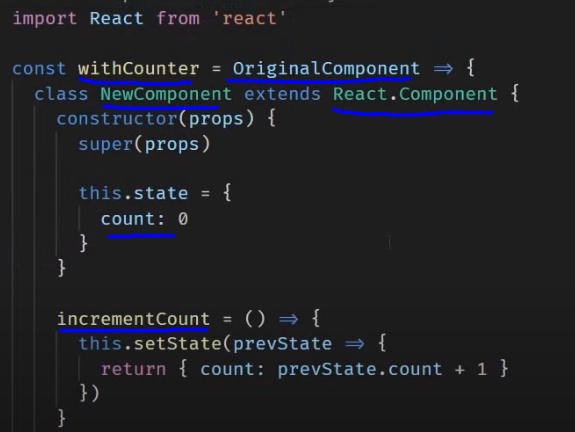 import React from 'react'
const withCounter = OriginalComponent ⇒ {
class NewComponent extends React.Component {
constructor(props) {
super(props)
this.state = {
count: 0
}
}
incrementCount = () ⇒ {
this.setState(prevState ⇒ {
return { count: prevState.count + 1 }
})
}